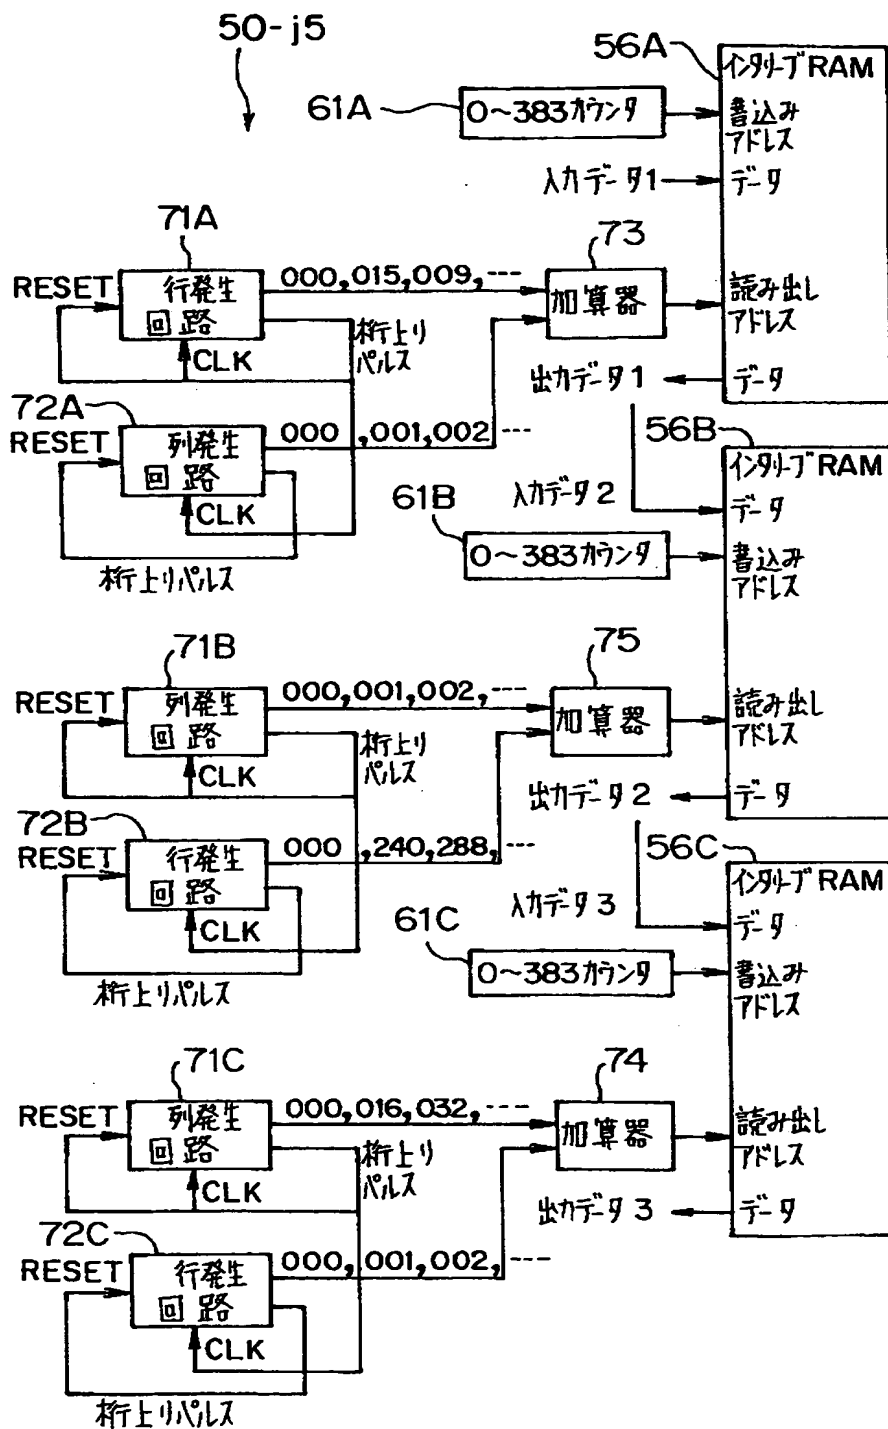 50-j5
56A
インタリーブRAM
61A
0～383カウンタ
書込み
アドレス
入力データ1
データ
71A
73
RESET
行発生
回路
000,015,009,---
加算器
読み出し
アドレス
桁上り
パルス
CLK
出力データ1
データ
72A
56B
RESET
列発生
回路
000,001,002,---
インタリーブRAM
CLK
61B
入力データ2
データ
0～383カウンタ
書込み
アドレス
桁上りパルス
71B
75
RESET
列発生
回路
000,001,002,---
加算器
読み出し
アドレス
桁上り
パルス
CLK
出力データ2
データ
72B
56C
RESET
行発生
回路
000,240,288,---
インタリーブRAM
CLK
61C
入力データ3
データ
0～383カウンタ
書込み
アドレス
桁上りパルス
71C
74
RESET
列発生
回路
000,016,032,---
加算器
読み出し
アドレス
桁上り
パルス
CLK
出力データ3
データ
72C
RESET
行発生
回路
000,001,002,---
CLK
桁上りパルス